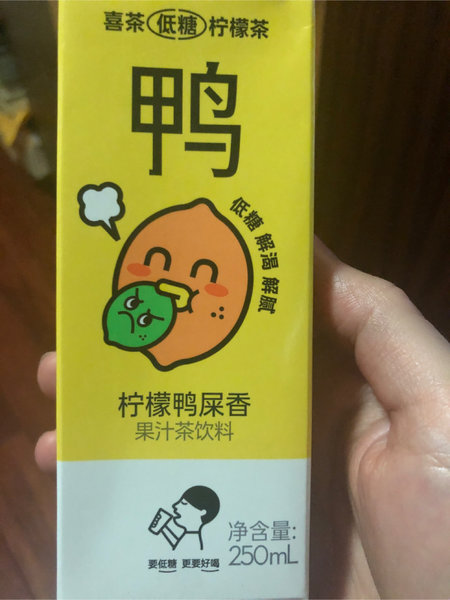 喜茶 低糖 柠檬茶
鸭
低糖 解渴 解腻
柠檬鸭屎香
果汁茶饮料
净含量:
250mL
要低糖 更要好喝